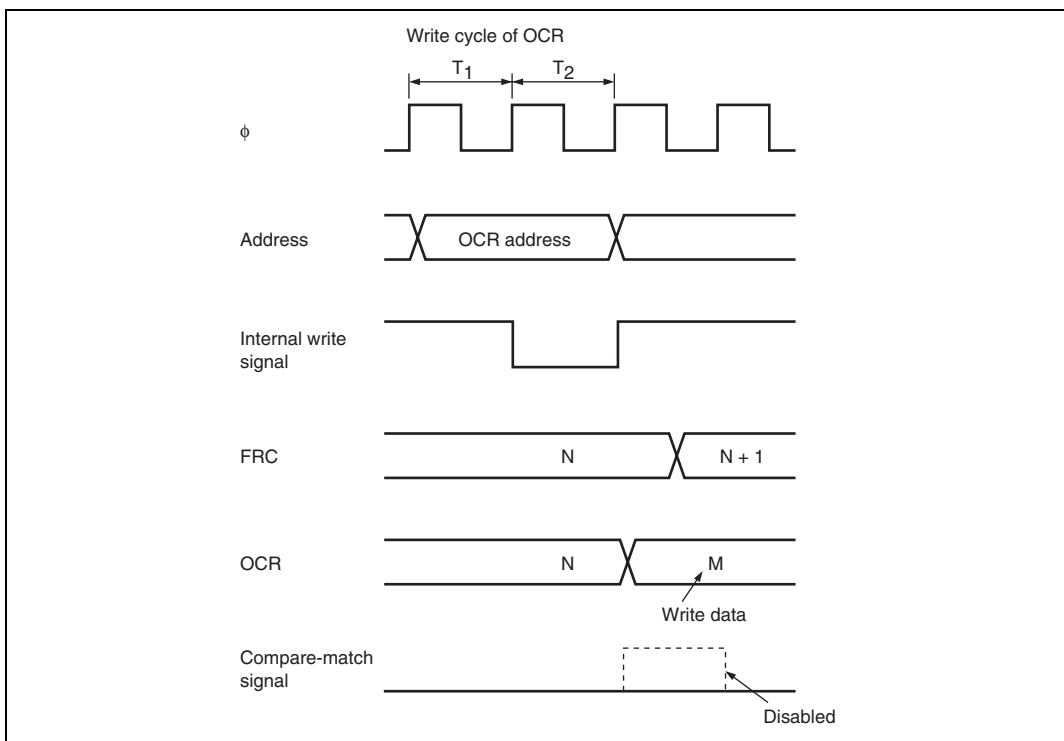 Write cycle of OCR
T1 T2
ϕ
Address
OCR address
Internal write
signal
FRC
N
N + 1
OCR
N
M
Write data
Compare-match
signal
Disabled